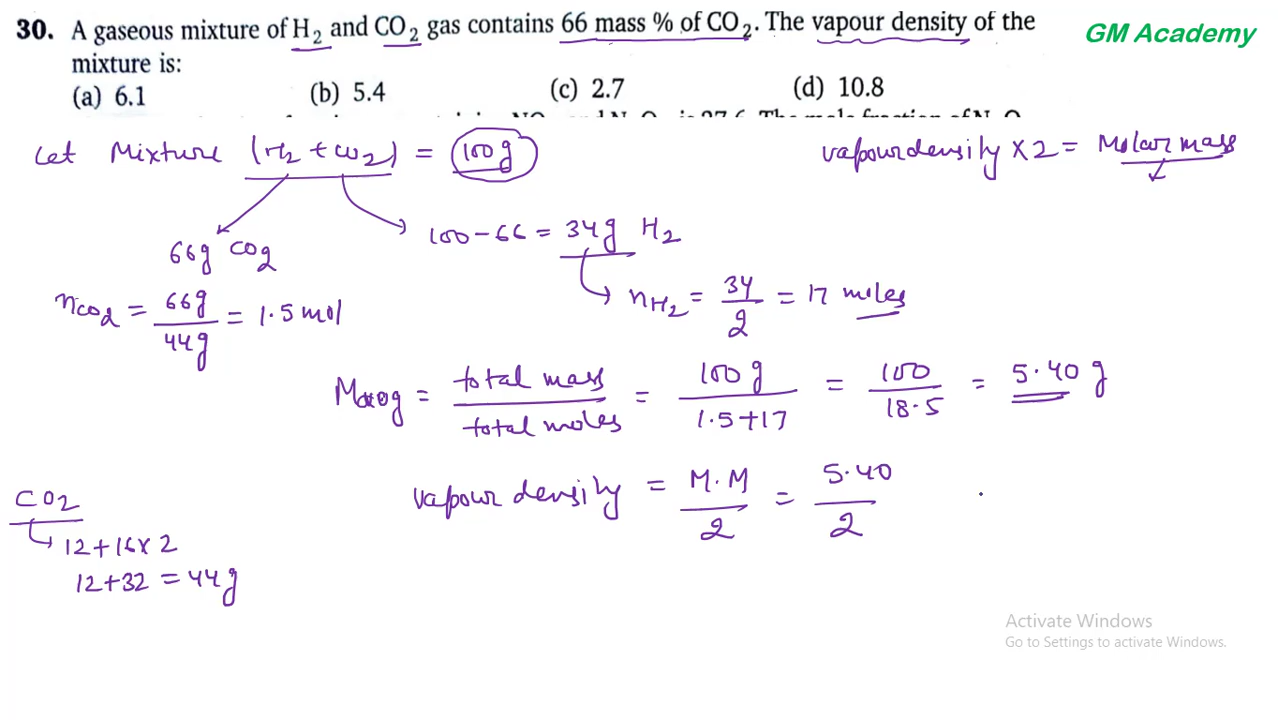 30. A gaseous mixture of H₂ and CO₂ gas contains 66 mass % of CO₂. The vapour density of the
GM Academy
mixture is:
(a) 6.1 (b) 5.4 (c) 2.7 (d) 10.8
Let Mixture (H₂ + CO₂) = 100g
vapour density × 2 = Molar mass
66g CO₂
100 - 66 = 34g H₂
nCO₂ = 66g / 44g = 1.5 mol
nH₂ = 34 / 2 = 17 moles
Mavg = total mass / total moles = 100g / 1.5+17 = 100 / 18.5 = 5.40 g
vapour density = M.M / 2 = 5.40 / 2
CO₂
12+16×2
12+32 = 44g
Activate Windows
Go to Settings to activate Windows.